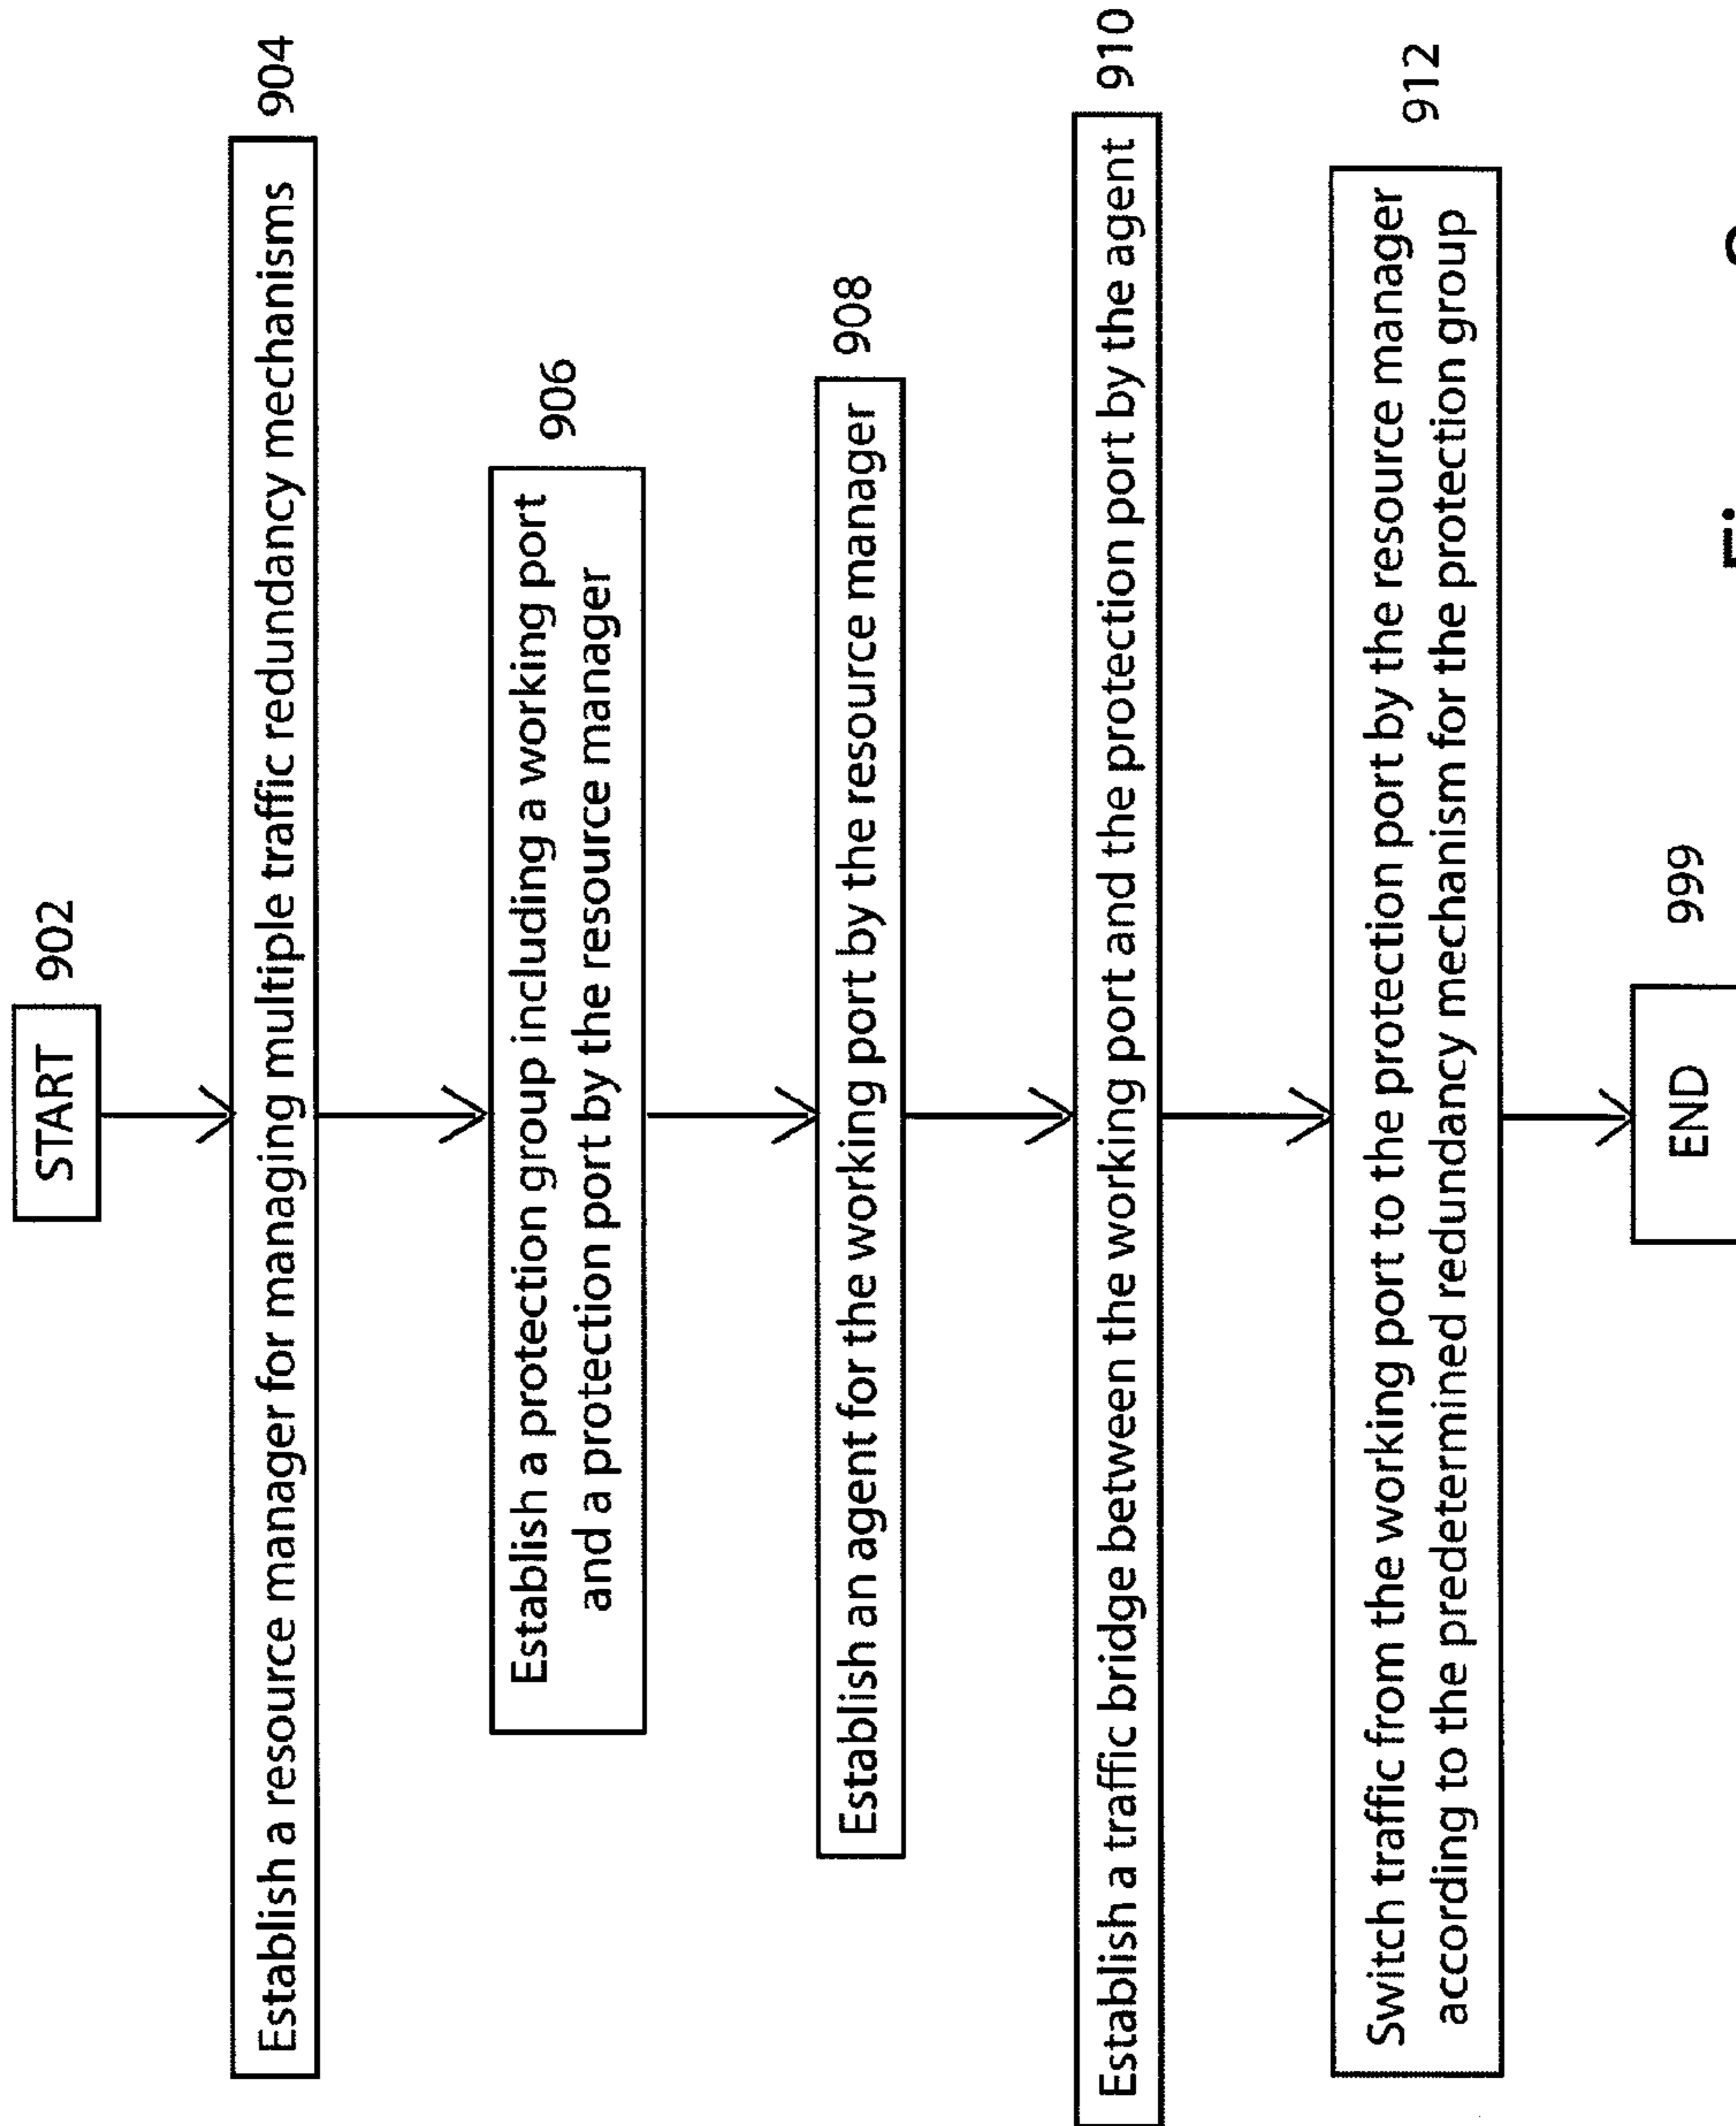 START 902
Establish a resource manager for managing multiple traffic redundancy mechanisms 904
Establish a protection group including a working port 906
and a protection port by the resource manager
Establish an agent for the working port by the resource manager 908
Establish a traffic bridge between the working port and the protection port by the agent 910
Switch traffic from the working port to the protection port by the resource manager 912
according to the predetermined redundancy mechanism for the protection group
END 999